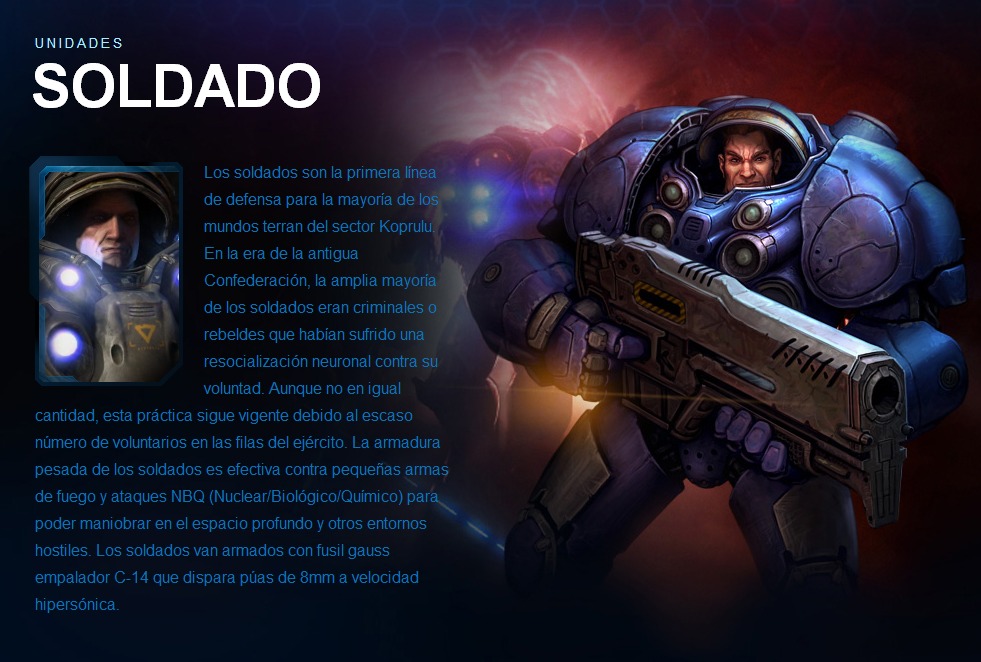 UNIDADES
SOLDADO
Los soldados son la primera línea
de defensa para la mayoría de los
mundos terran del sector Koprulu.
En la era de la antigua
Confederación, la amplia mayoría
de los soldados eran criminales o
rebeldes que habían sufrido una
resocialización neuronal contra su
voluntad. Aunque no en igual
cantidad, esta práctica sigue vigente debido al escaso
número de voluntarios en las filas del ejército. La armadura
pesada de los soldados es efectiva contra pequeñas armas
de fuego y ataques NBQ (Nuclear/Biológico/Químico) para
poder maniobrar en el espacio profundo y otros entornos
hostiles. Los soldados van armados con fusil gauss
empalador C-14 que dispara púas de 8mm a velocidad
hipersónica.